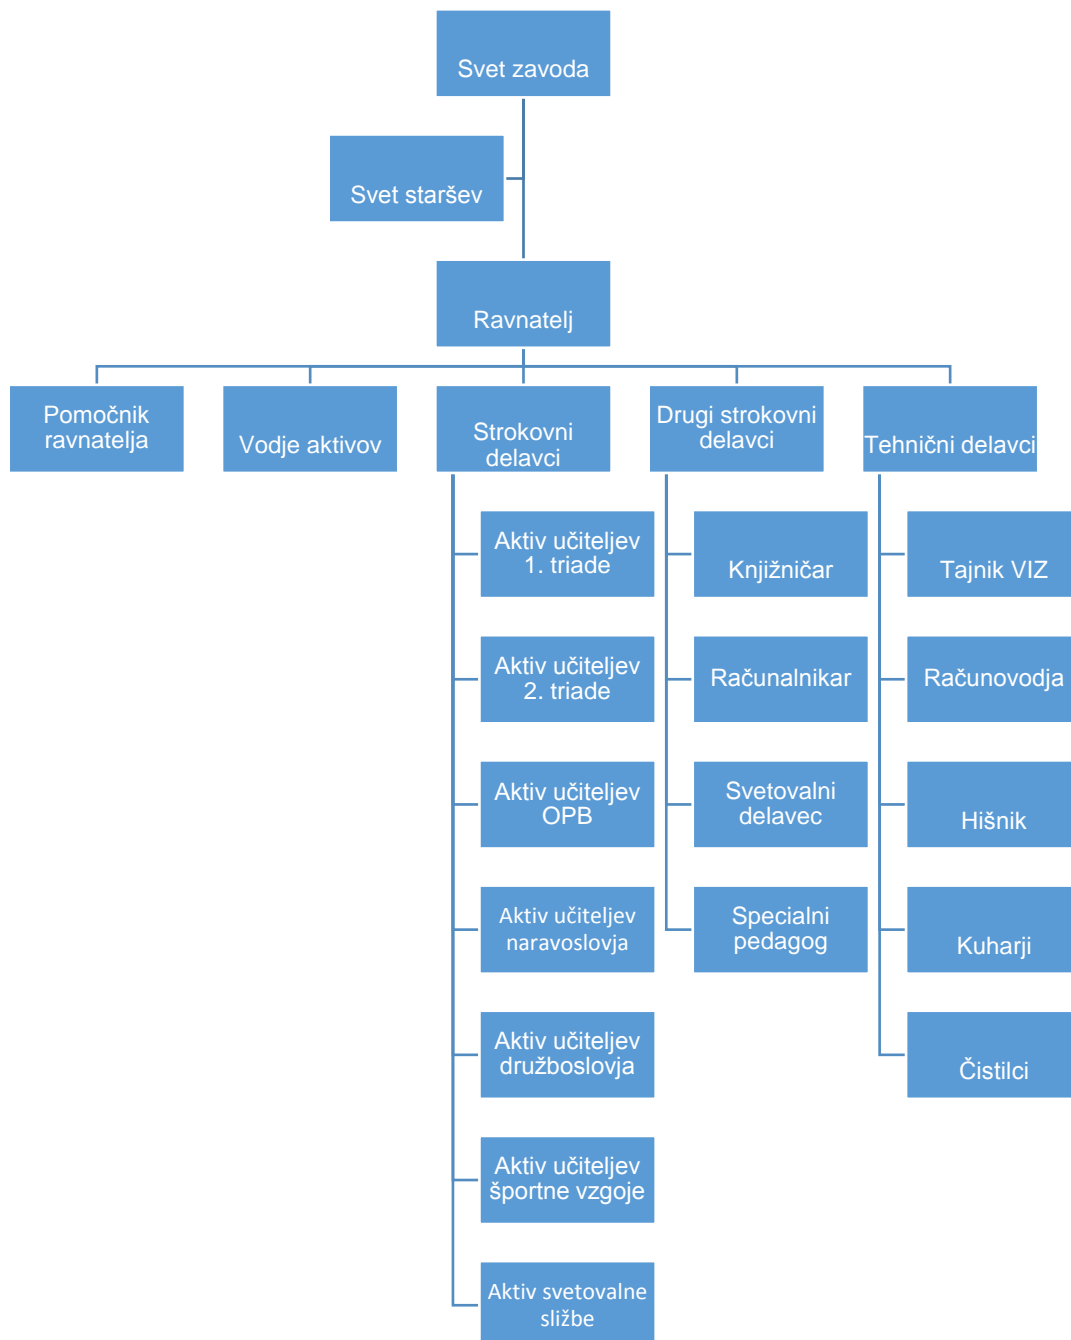 Svet zavoda
Svet staršev
Ravnatelj
Pomočnik
ravnatelja
Vodje aktivov
Strokovni
delavci
Drugi strokovni
delavci
Tehnični delavci
Aktiv učiteljev
1. triade
Aktiv učiteljev
2. triade
Aktiv učiteljev
OPB
Aktiv učiteljev
naravoslovja
Aktiv učiteljev
družboslovja
Aktiv učiteljev
športne vzgoje
Aktiv svetovalne
sližbe
Knjižničar
Računalnikar
Svetovalni
delavec
Specialni
pedagog
Tajnik VIZ
Računovodja
Hišnik
Kuharji
Čistilci